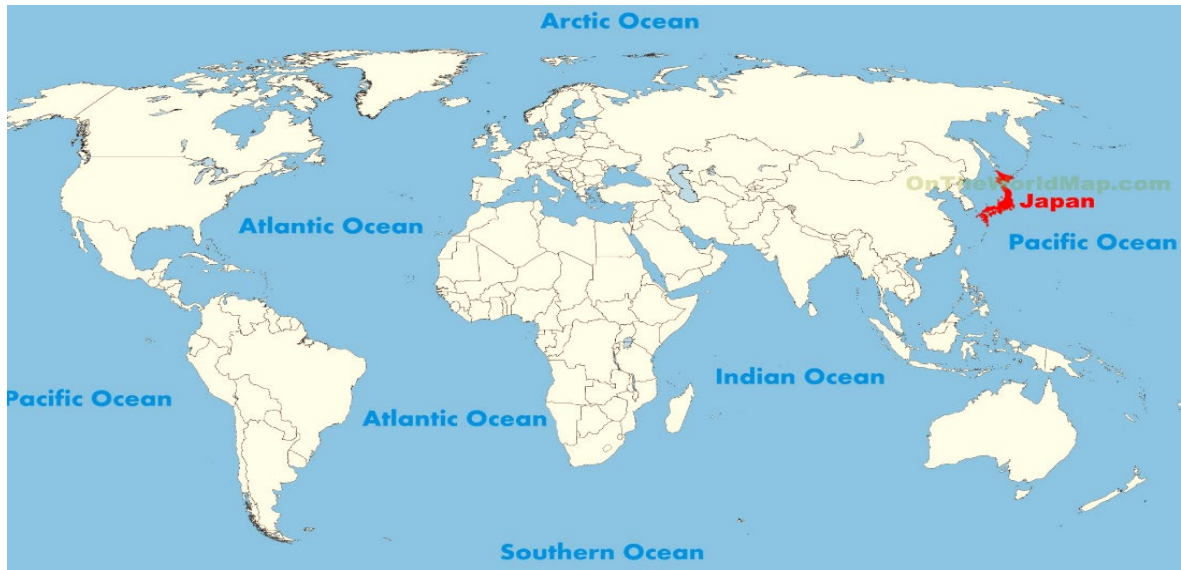 Arctic Ocean
OnTheWorldMap.com
Japan
Atlantic Ocean
Pacific Ocean
Indian Ocean
Pacific Ocean
Atlantic Ocean
Southern Ocean